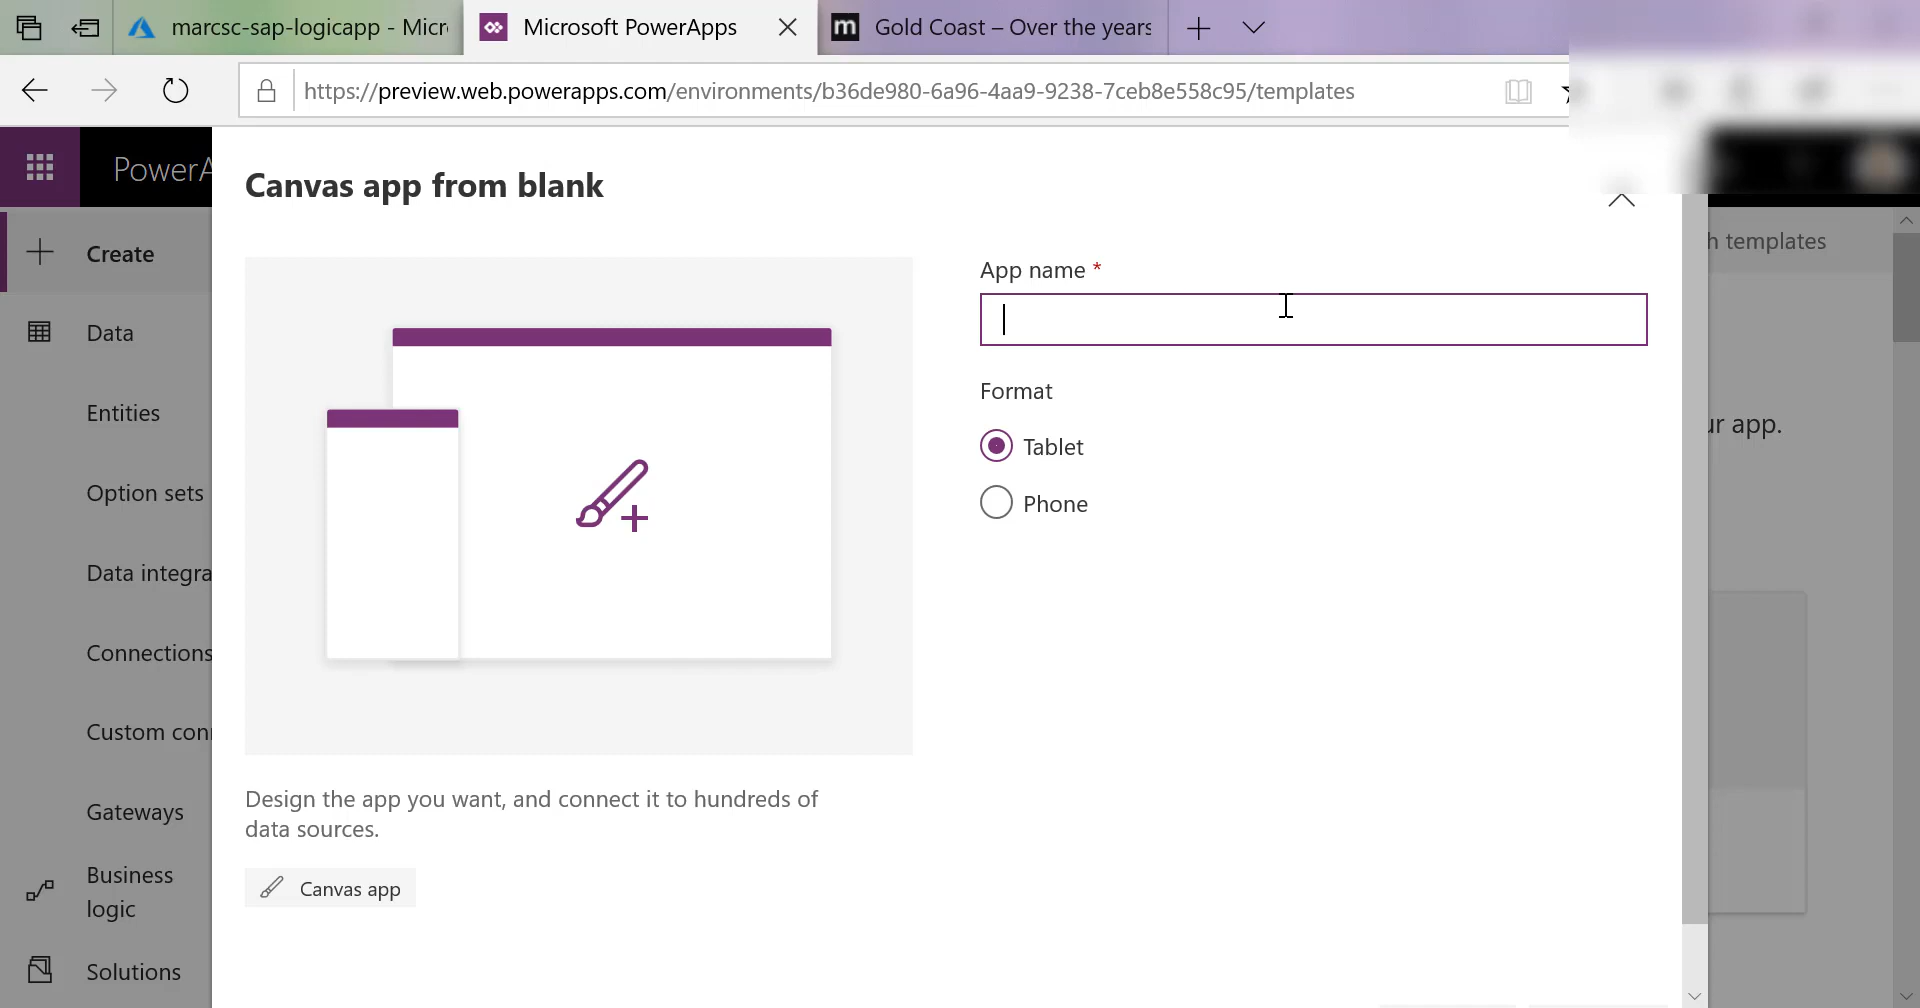 marcsc-sap-logicapp - Micr
Microsoft PowerApps
m
Gold Coast – Over the years
https://preview.web.powerapps.com/environments/b36de980-6a96-4aa9-9238-7ceb8e558c95/templates
PowerA
Canvas app from blank
Create
h templates
App name *
Data
Format
Entities
ur app.
Tablet
Option sets
Phone
Data integra
Connections
Custom con
Design the app you want, and connect it to hundreds of
data sources.
Gateways
Business
logic
Canvas app
Solutions